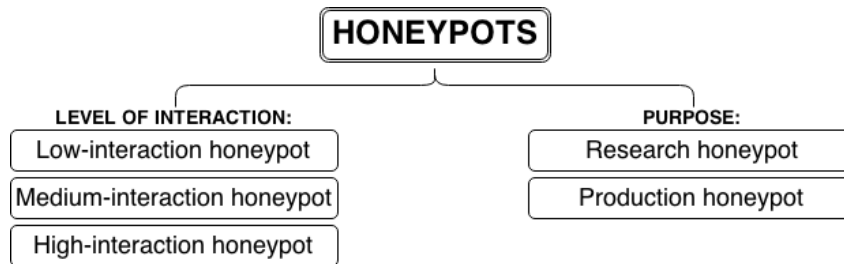 HONEYPOTS
LEVEL OF INTERACTION:
Low-interaction honeypot
Medium-interaction honeypot
High-interaction honeypot
PURPOSE:
Research honeypot
Production honeypot